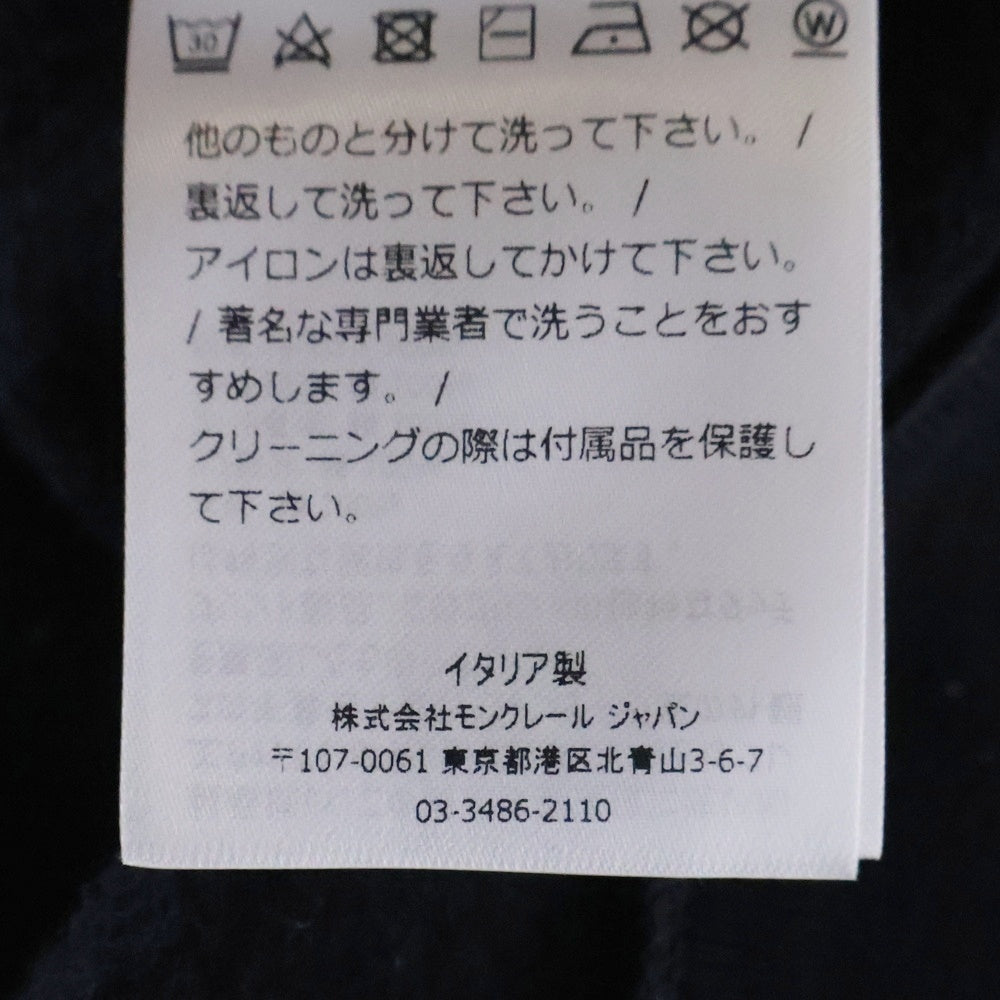 30
W
他のものと分けて洗って下さい。 /
裏返して洗って下さい。 /
アイロンは裏返してかけて下さい。
/ 著名な専門業者で洗うことをおす
すめします。 /
クリーニングの際は付属品を保護し
て下さい。
イタリア製
株式会社モンクレール ジャパン
〒107-0061 東京都港区北青山3-6-7
03-3486-2110